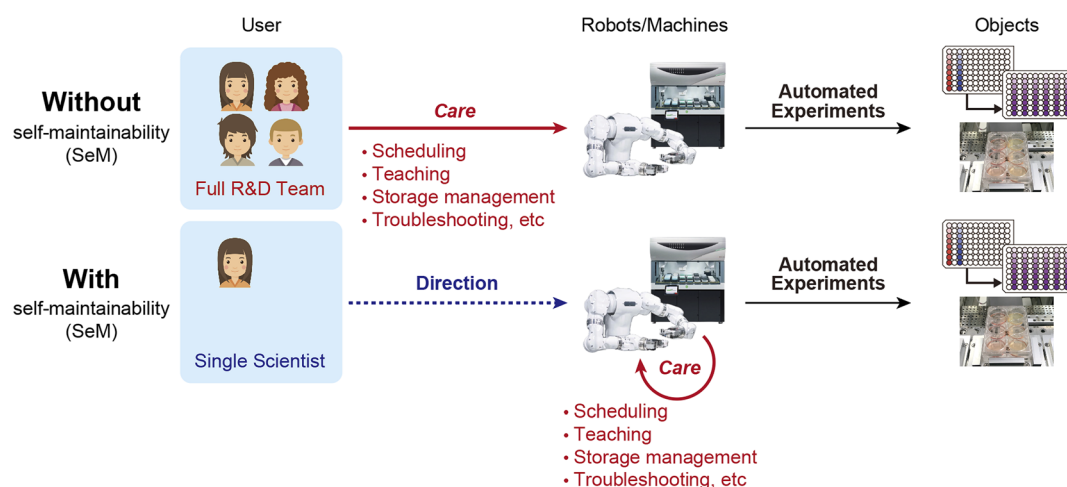 User
Robots/Machines
Objects
Without
self-maintainability
(SeM)
Full R&D Team
Care
• Scheduling
• Teaching
• Storage management
• Troubleshooting, etc
Automated
Experiments
With
self-maintainability
(SeM)
Single Scientist
Direction
Automated
Experiments
Care
• Scheduling
• Teaching
• Storage management
• Troubleshooting, etc